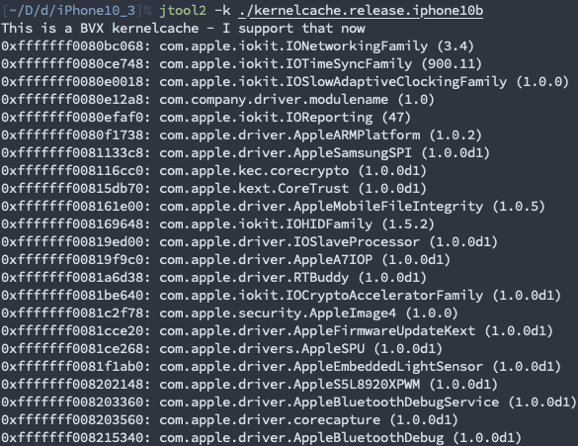 [~/D/d/iPhone10_3]% jtool2 -k ./kernelcache.release.iphone10b
This is a BVX kernelcache - I support that now
0xfffffff0080bc068: com.apple.iokit.IONetworkingFamily (3.4)
0xfffffff0080ce748: com.apple.iokit.IOTimeSyncFamily (900.11)
0xfffffff0080e0018: com.apple.iokit.IOSlowAdaptiveClockingFamily (1.0.0)
0xfffffff0080e12a8: com.company.driver.modulename (1.0)
0xfffffff0080efaf0: com.apple.iokit.IOReporting (47)
0xfffffff0080f1738: com.apple.driver.AppleARMPlatform (1.0.2)
0xfffffff0081133c8: com.apple.driver.AppleSamsungSPI (1.0.0d1)
0xfffffff008116cc0: com.apple.kec.corecrypto (1.0.0d1)
0xfffffff00815db70: com.apple.kext.CoreTrust (1.0.0d1)
0xfffffff008161e00: com.apple.driver.AppleMobileFileIntegrity (1.0.5)
0xfffffff008169648: com.apple.iokit.IOHIDFamily (1.5.2)
0xfffffff00819ed00: com.apple.driver.IOSlaveProcessor (1.0.0d1)
0xfffffff00819f9c0: com.apple.driver.AppleA7IOP (1.0.0d1)
0xfffffff0081a6d38: com.apple.driver.RTBuddy (1.0.0d1)
0xfffffff0081be640: com.apple.iokit.IOCryptoAcceleratorFamily (1.0.0d1)
0xfffffff0081c2f78: com.apple.security.AppleImage4 (1.0.0)
0xfffffff0081cce20: com.apple.driver.AppleFirmwareUpdateKext (1.0.0d1)
0xfffffff0081ce268: com.apple.drivers.AppleSPU (1.0.0d1)
0xfffffff0081f1ab0: com.apple.driver.AppleEmbeddedLightSensor (1.0.0d1)
0xfffffff008202148: com.apple.driver.AppleS5L8920XPWM (1.0.0d1)
0xfffffff008203360: com.apple.driver.AppleBluetoothDebugService (1.0.0d1)
0xfffffff008203560: com.apple.driver.corecapture (1.0.0d1)
0xfffffff008215340: com.apple.driver.AppleBluetoothDebug (1.0.0d1)